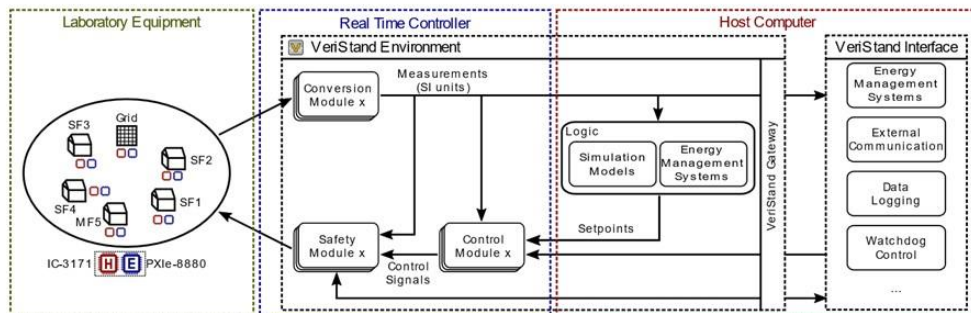 Laboratory Equipment
Real Time Controller
Host Computer
VeriStand Environment
VeriStand Interface
Conversion
Module x
Measurements
(SI units)
Logic
Simulation
Models
Energy
Management
Systems
Setpoints
Safety
Module x
Control
Signals
Control
Module x
VeriStand Gateway
Energy
Management
Systems
External
Communication
Data
Logging
Watchdog
Control
...
SF3
Grid
SF2
SF4
MF5
SF1
IC-3171
H
E
PXIe-8880